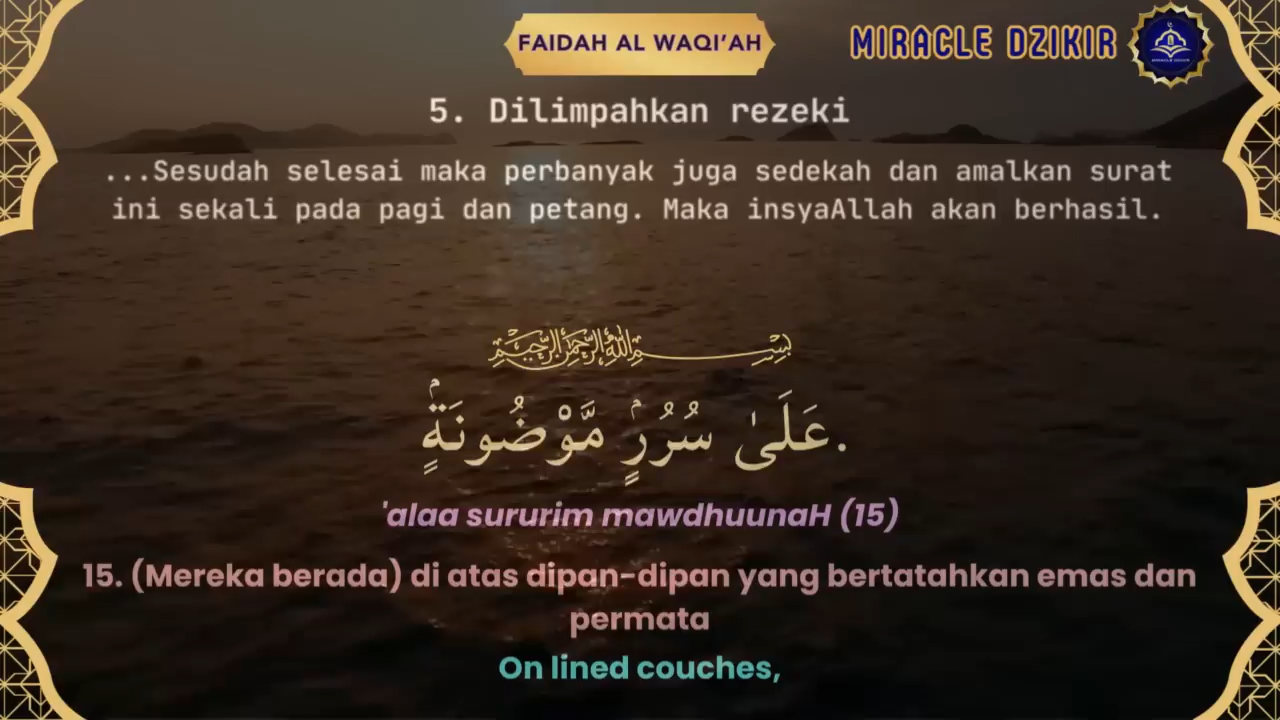 FAIDAH AL WAQI'AH
MIRACLE DZIKIR
MIRACLE DZIKIR
5. Dilimpahkan rezeki
...Sesudah selesai maka perbanyak juga sedekah dan amalkan surat
ini sekali pada pagi dan petang. Maka insyaAllah akan berhasil.
بِسْمِ اللَّهِ الرَّحْمَٰنِ الرَّحِيمِ
عَلَىٰ سُرُرٍۢ مَّوْضُونَةٍۢ.
'alaa sururim mawdhuunaH (15)
15. (Mereka berada) di atas dipan-dipan yang bertatahkan emas dan
permata
On lined couches,